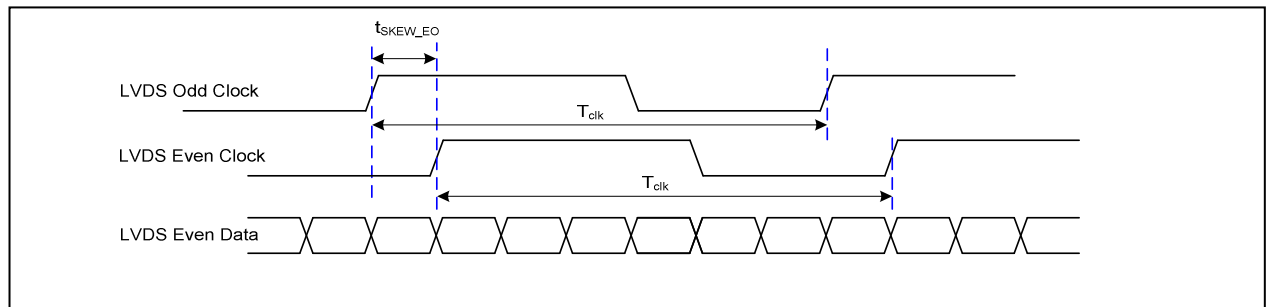 tSKEW_EO
LVDS Odd Clock
Tclk
LVDS Even Clock
Tclk
LVDS Even Data